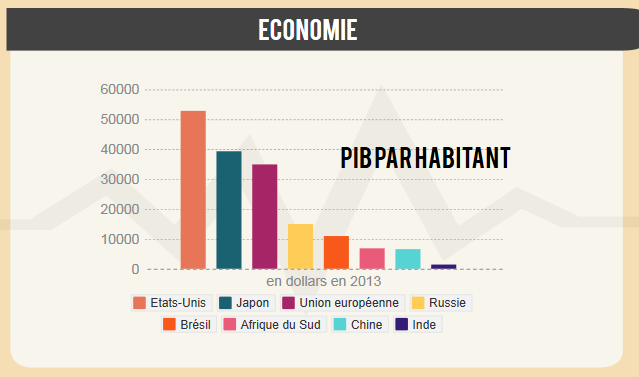 ECONOMIE
60000
50000
40000
PIB PAR HABITANT
30000
20000
10000
0
en dollars en 2013
Etats-Unis Japon Union européenne Russie
Brésil Afrique du Sud Chine Inde